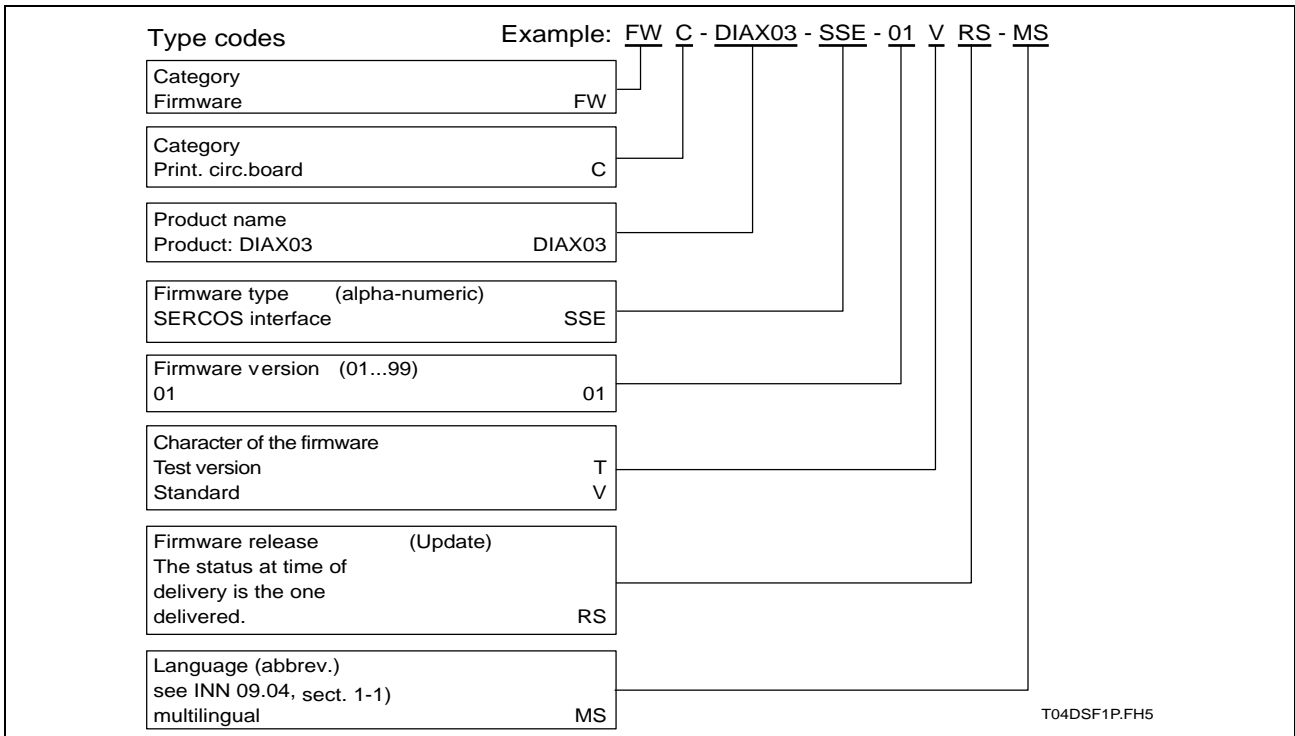 Type codes
Example: FW C - DIAX03 - SSE - 01 V RS - MS
Category
Firmware FW
Category
Print. circ.board C
Product name
Product: DIAX03 DIAX03
Firmware type (alpha-numeric)
SERCOS interface SSE
Firmware version (01...99)
01 01
Character of the firmware
Test version T
Standard V
Firmware release (Update)
The status at time of
delivery is the one
delivered. RS
Language (abbrev.)
see INN 09.04, sect. 1-1)
multilingual MS
T04DSF1P.FH5